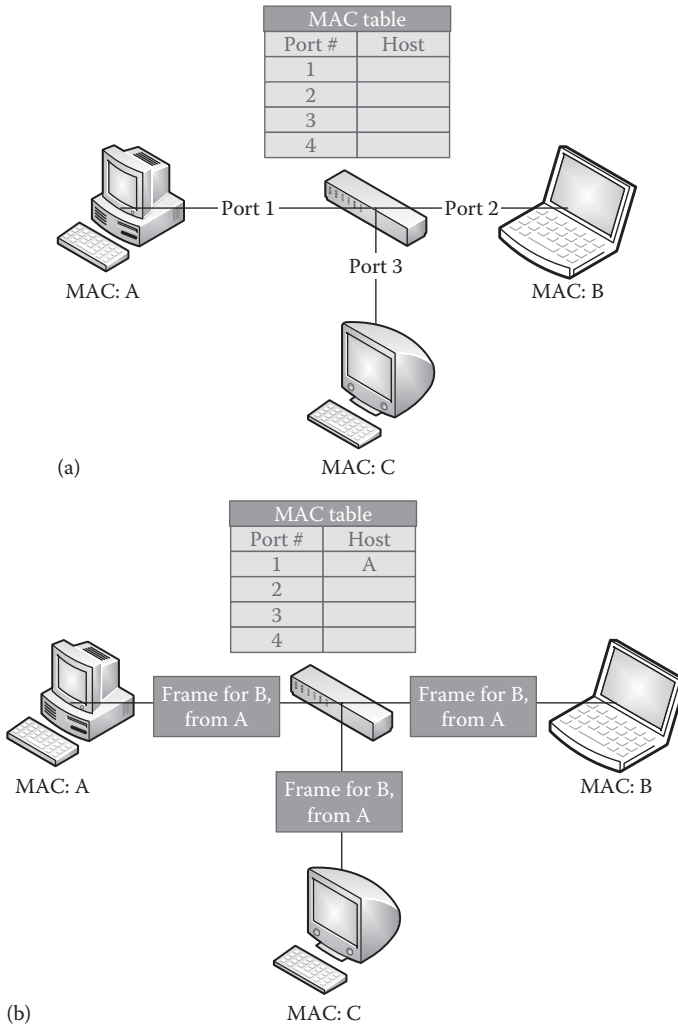 MAC table
Port # Host
1
2
3
4
Port 1
Port 2
Port 3
MAC: A
MAC: B
MAC: C
(a)
MAC table
Port # Host
1 A
2
3
4
Frame for B,
from A
Frame for B,
from A
MAC: A
MAC: B
Frame for B,
from A
MAC: C
(b)